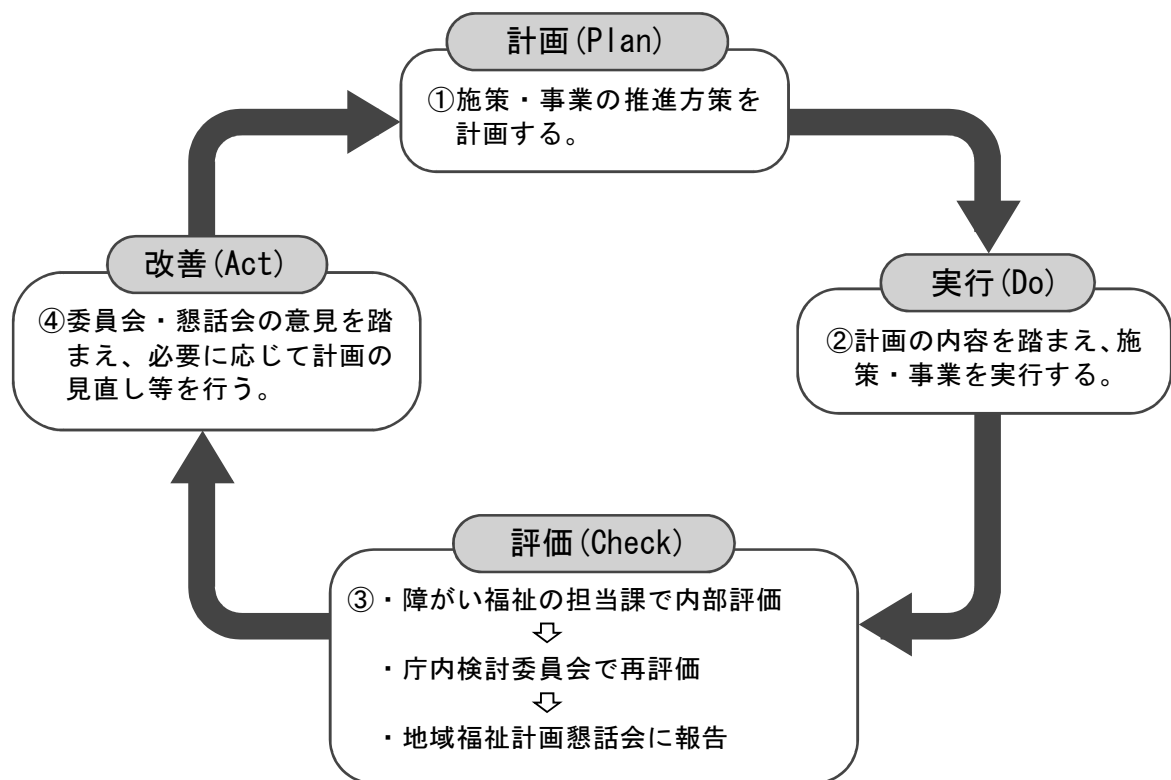 計画(Plan)
①施策・事業の推進方策を
計画する。
実行(Do)
②計画の内容を踏まえ、施
策・事業を実行する。
評価(Check)
③・障がい福祉の担当課で内部評価
・庁内検討委員会で再評価
・地域福祉計画懇話会に報告
改善(Act)
④委員会・懇話会の意見を踏
まえ、必要に応じて計画の
見直し等を行う。